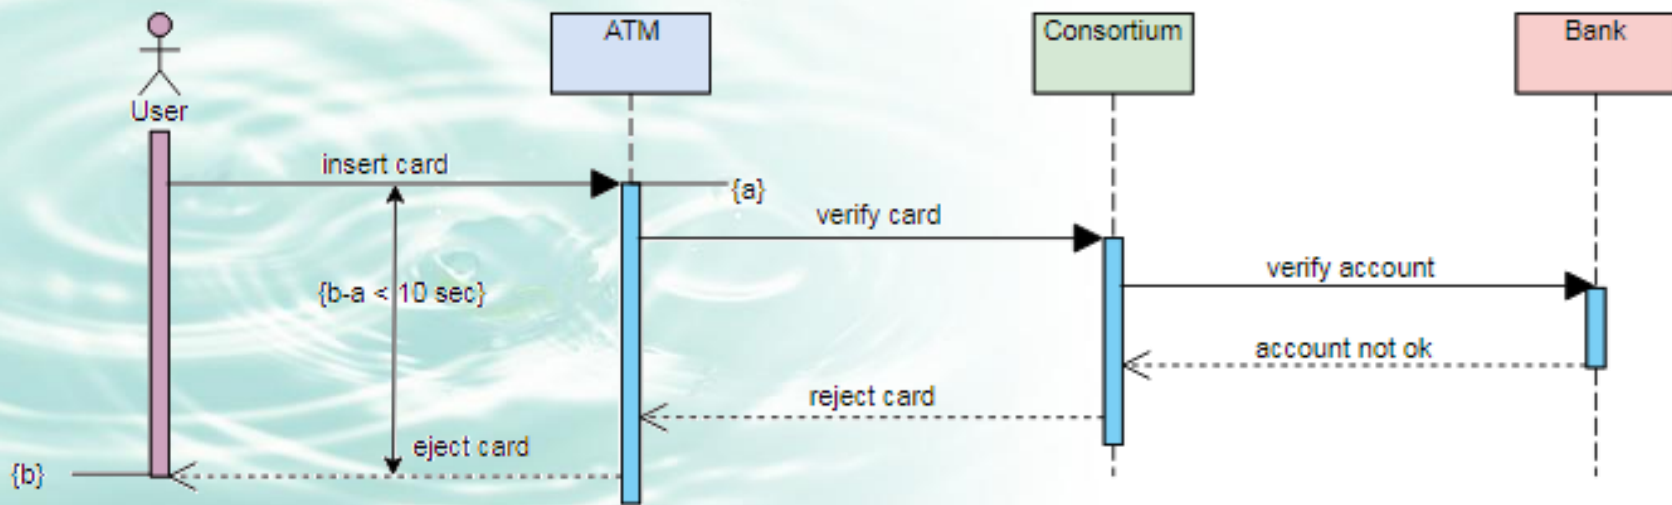 ATM
Consortium
Bank
User
insert card
{a}
verify card
verify account
{b-a < 10 sec}
account not ok
reject card
eject card
{b}